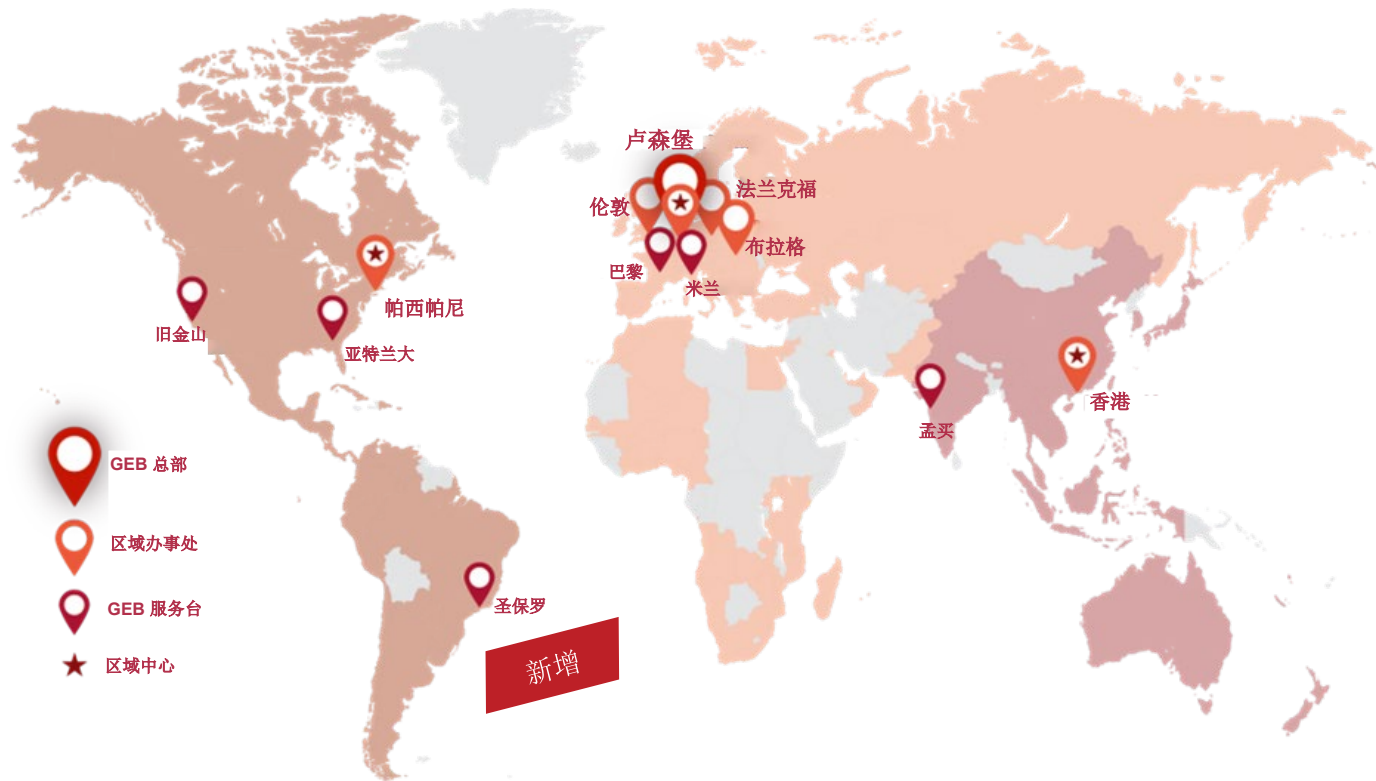 卢森堡
法兰克福
伦敦
布拉格
巴黎
米兰
帕西帕尼
旧金山
亚特兰大
香港
孟买
GEB 总部
区域办事处
GEB 服务台
区域中心
圣保罗
新增